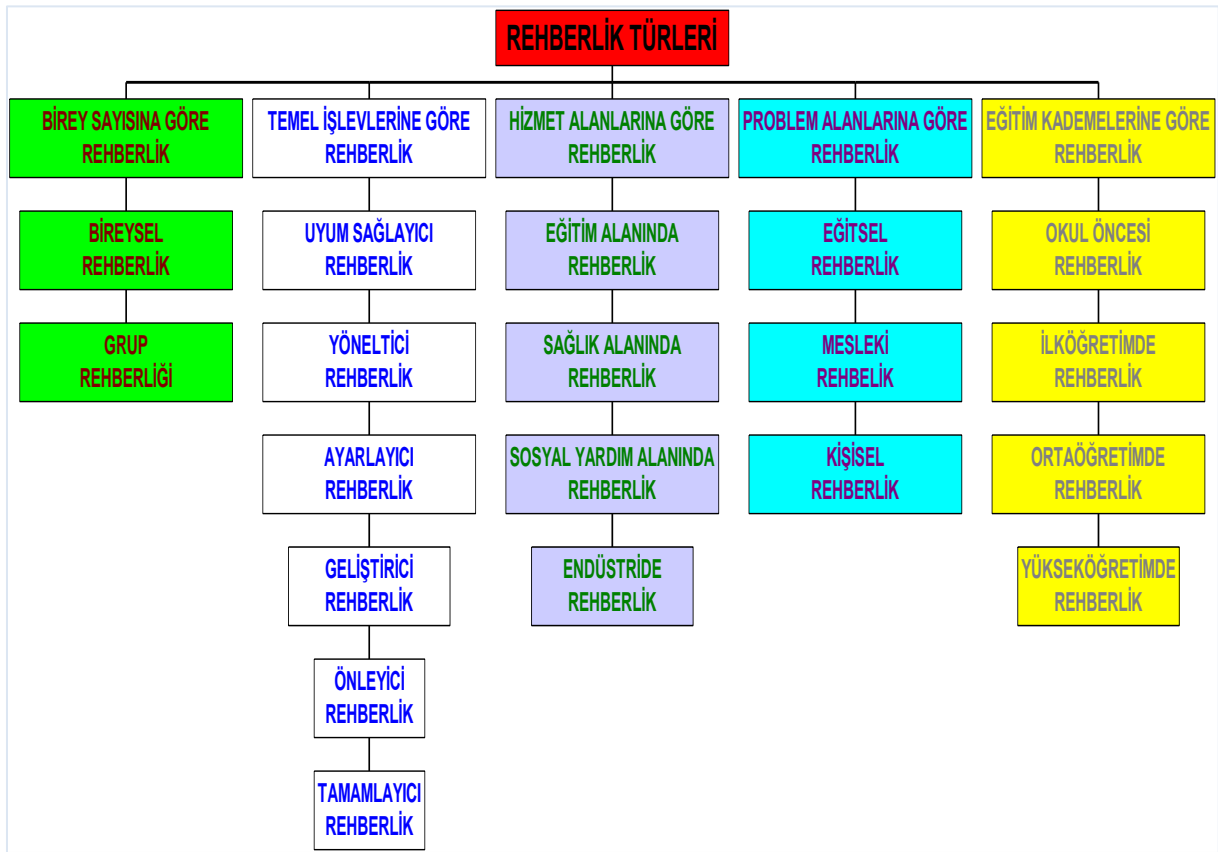 REHBERLİK TÜRLERİ
BİREY SAYISINA GÖRE
REHBERLİK
BİREYSEL
REHBERLİK
GRUP
REHBERLİĞİ
TEMEL İŞLEVLERİNE GÖRE
REHBERLİK
UYUM SAĞLAYICI
REHBERLİK
YÖNELTİCİ
REHBERLİK
AYARLAYICI
REHBERLİK
GELİŞTİRİCİ
REHBERLİK
ÖNLEYİCİ
REHBERLİK
TAMAMLAYICI
REHBERLİK
HİZMET ALANLARINA GÖRE
REHBERLİK
EĞİTİM ALANINDA
REHBERLİK
SAĞLIK ALANINDA
REHBERLİK
SOSYAL YARDIM ALANINDA
REHBERLİK
ENDÜSTRİDE
REHBERLİK
PROBLEM ALANLARINA GÖRE
REHBERLİK
EĞİTSEL
REHBERLİK
MESLEKİ
REHBELİK
KİŞİSEL
REHBERLİK
EĞİTİM KADEMELERİNE GÖRE
REHBERLİK
OKUL ÖNCESİ
REHBERLİK
İLKÖĞRETİMDE
REHBERLİK
ORTAÖĞRETİMDE
REHBERLİK
YÜKSEKÖĞRETİMDE
REHBERLİK